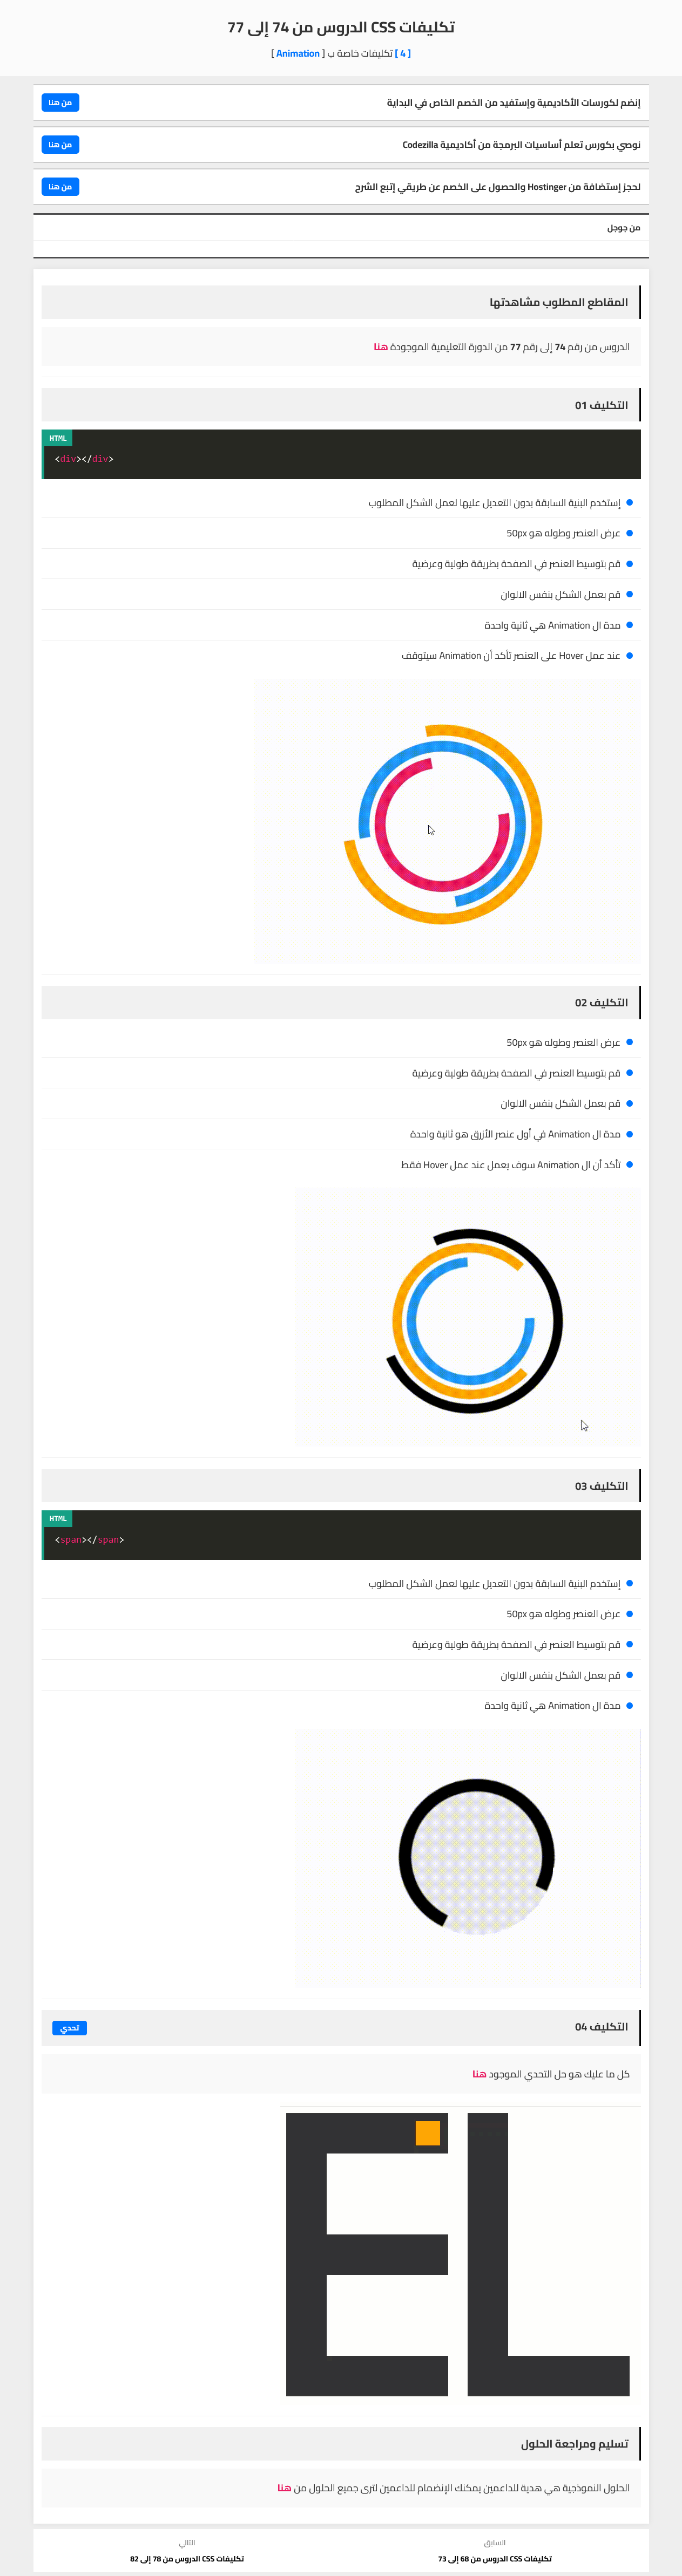 تكليفات CSS الدروس من 74 إلى 77
[ 4 ] تكليفات خاصة ب [ Animation ]
إنضم لكورسات الأكاديمية وإستفيد من الخصم الخاص في البداية
من هنا
نوصي بكورس تعلم أساسيات البرمجة من أكاديمية Codezilla
من هنا
لحجز إستضافة من Hostinger والحصول على الخصم عن طريقي إتبع الشرح
من هنا
من جوجل
المقاطع المطلوب مشاهدتها
الدروس من رقم 74 إلى رقم 77 من الدورة التعليمية الموجودة هنا
التكليف 01
HTML
<div></div>
إستخدم البنية السابقة بدون التعديل عليها لعمل الشكل المطلوب
عرض العنصر وطوله هو 50px
قم بتوسيط العنصر في الصفحة بطريقة طولية وعرضية
قم بعمل الشكل بنفس الالوان
مدة ال Animation هي ثانية واحدة
عند عمل Hover على العنصر تأكد أن Animation سيتوقف
التكليف 02
عرض العنصر وطوله هو 50px
قم بتوسيط العنصر في الصفحة بطريقة طولية وعرضية
قم بعمل الشكل بنفس الالوان
مدة ال Animation في أول عنصر الأزرق هو ثانية واحدة
تأكد أن ال Animation سوف يعمل عند عمل Hover فقط
التكليف 03
HTML
<span></span>
إستخدم البنية السابقة بدون التعديل عليها لعمل الشكل المطلوب
عرض العنصر وطوله هو 50px
قم بتوسيط العنصر في الصفحة بطريقة طولية وعرضية
قم بعمل الشكل بنفس الالوان
مدة ال Animation هي ثانية واحدة
التكليف 04
تحدي
كل ما عليك هو حل التحدي الموجود هنا
EL
تسليم ومراجعة الحلول
الحلول النموذجية هي هدية للداعمين يمكنك الإنضمام للداعمين لترى جميع الحلول من هنا
السابق
تكليفات CSS الدروس من 68 إلى 73
التالي
تكليفات CSS الدروس من 78 إلى 82